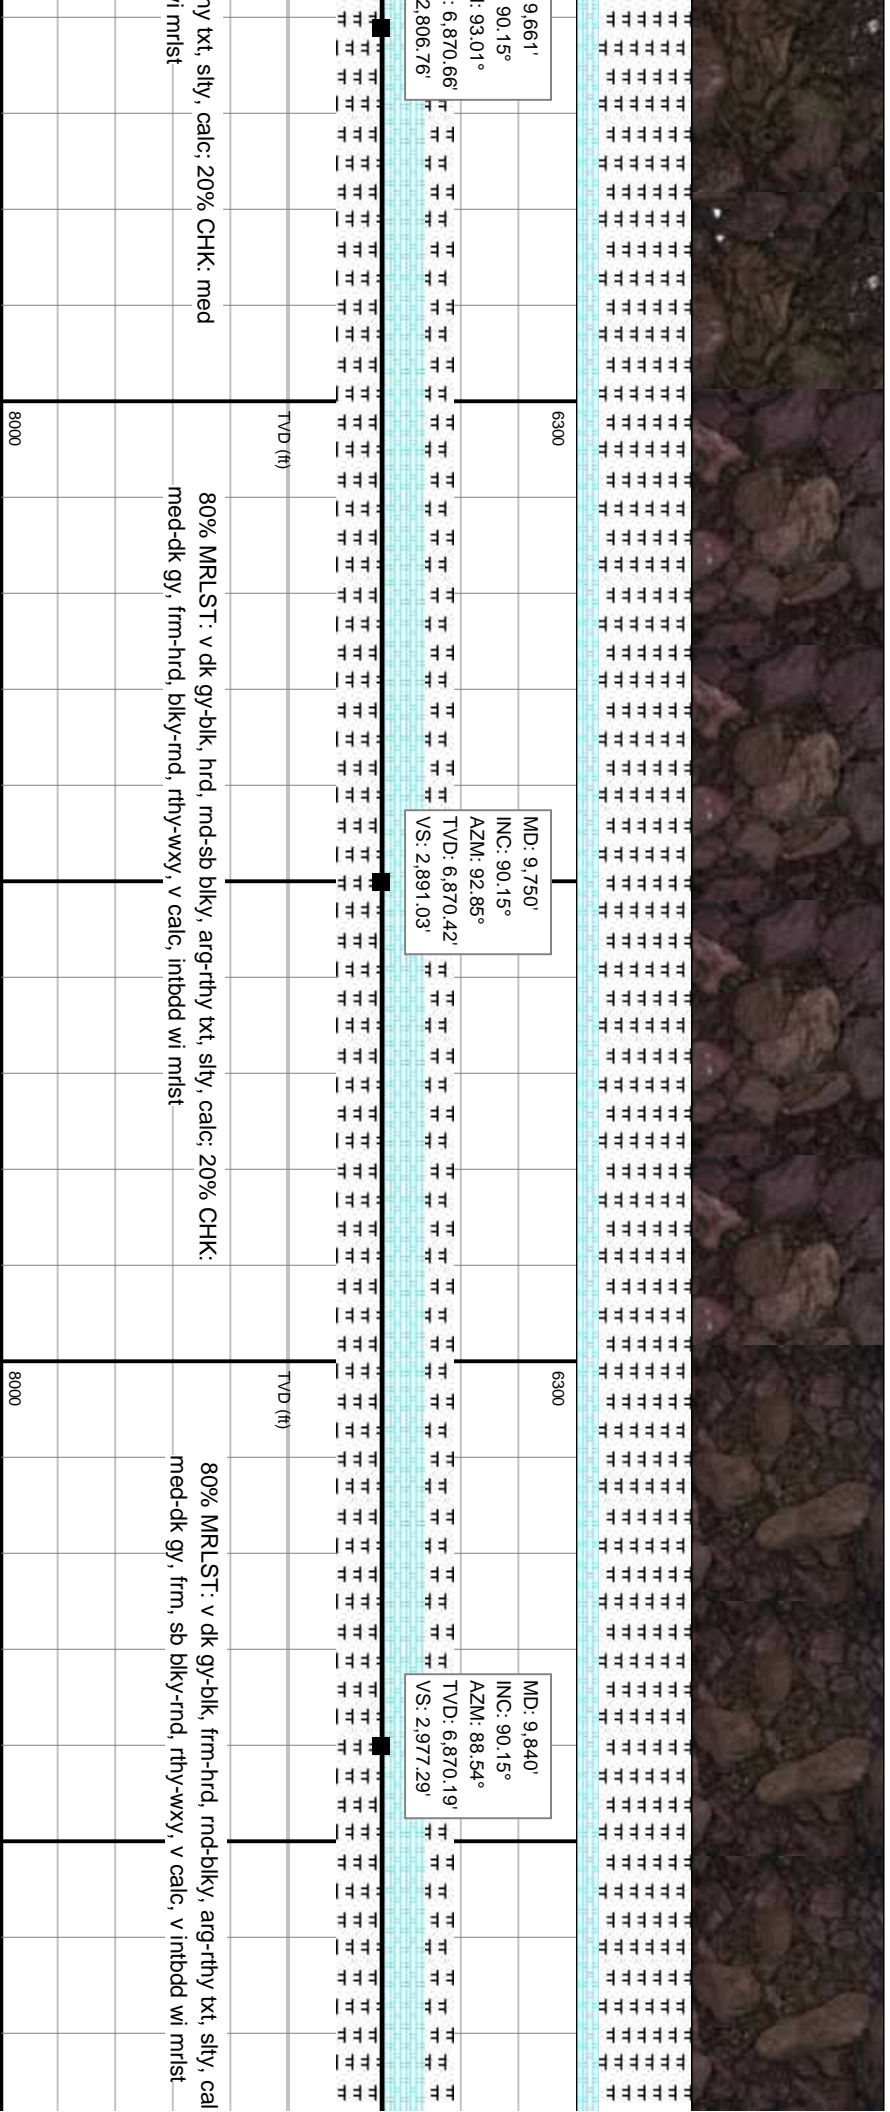 9,661'
90.15°
: 93.01°
: 6,870.66'
2,806.76'
hy txt, slty, calc; 20% CHK: med
i mrlst
6300
TVD (ft)
8000
80% MRLST: v dk gy-blk, hrd, rnd-sb blky, arg-rthy txt, slty, calc; 20% CHK:
med-dk gy, frm-hrd, blky-rnd, rthy-wxy, v calc, intbdd wi mrlst
MD: 9,750'
INC: 90.15°
AZM: 92.85°
TVD: 6,870.42'
VS: 2,891.03'
6300
TVD (ft)
8000
80% MRLST: v dk gy-blk, frm-hrd, rnd-blky, arg-rthy txt, slty, cal
med-dk gy, frm, sb blky-rnd, rthy-wxy, v calc, v intbdd wi mrlst
MD: 9,840'
INC: 90.15°
AZM: 88.54°
TVD: 6,870.19'
VS: 2,977.29'